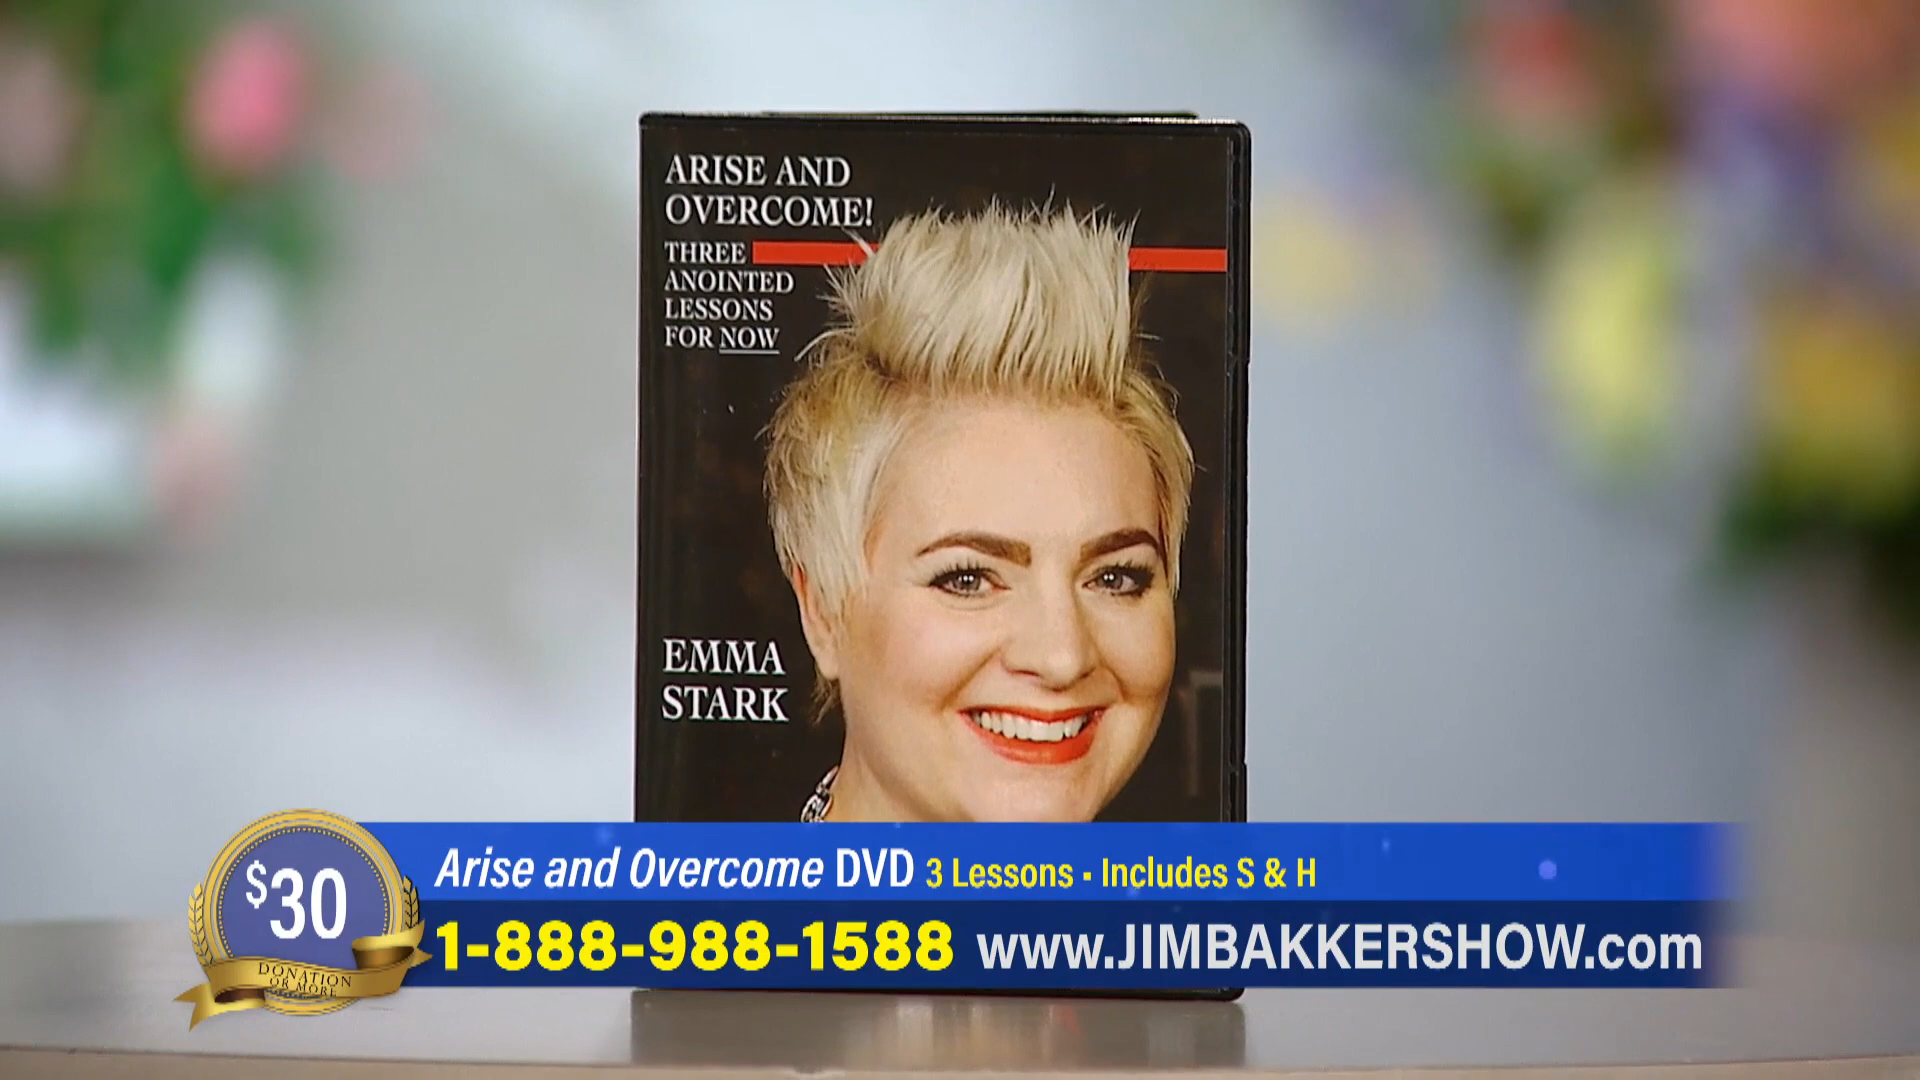 ARISE AND
OVERCOME!
THREE
ANOINTED
LESSONS
FOR NOW
EMMA
STARK
$30
DONATION
OR MORE
Arise and Overcome DVD 3 Lessons - Includes S & H
1-888-988-1588 www.JIMBAKKERSHOW.com